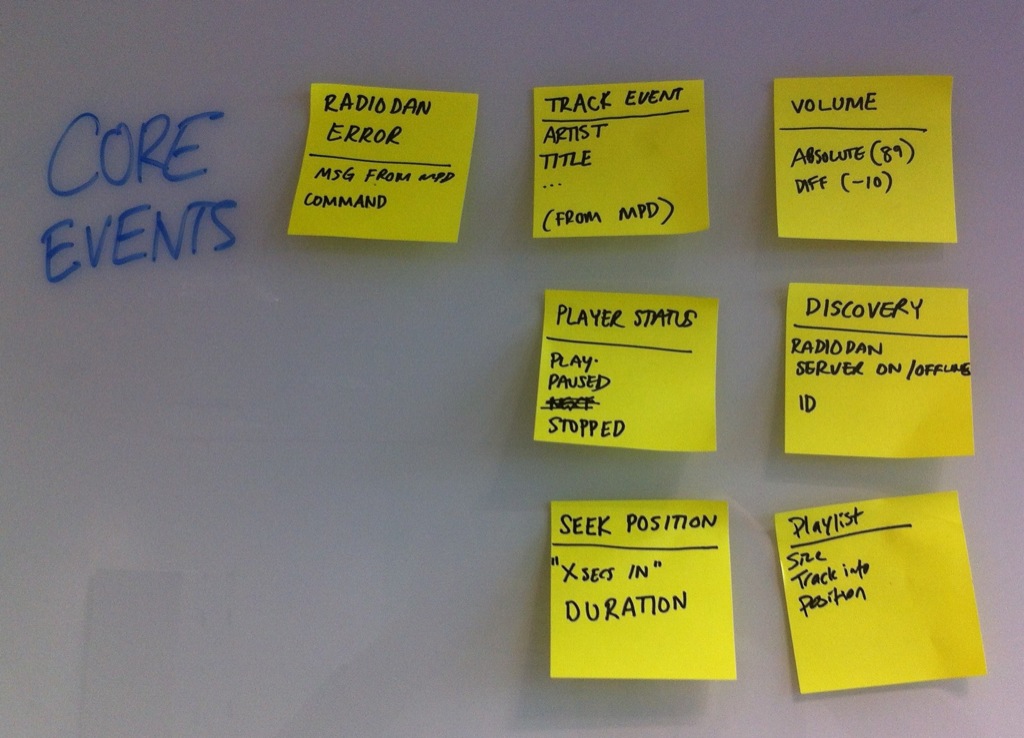 CORE
EVENTS
RADIODAN
ERROR
MSG FROM MPD
COMMAND
TRACK EVENT
ARTIST
TITLE
...
(FROM MPD)
VOLUME
ABSOLUTE (89)
DIFF (-10)
PLAYER STATUS
PLAY.
PAUSED
NEXT
STOPPED
DISCOVERY
RADIODAN
SERVER ON/OFFLINE
ID
SEEK POSITION
"X SECS IN"
DURATION
Playlist
Size
Track info
Position